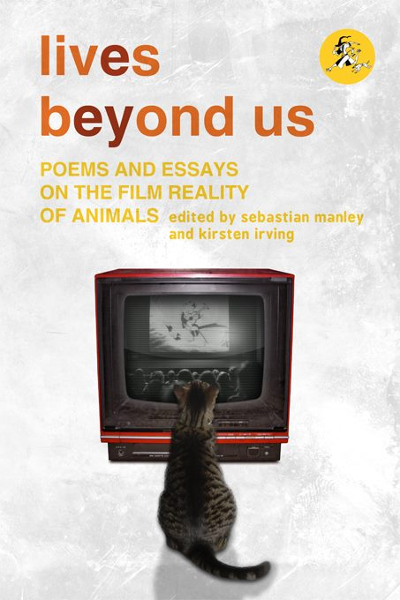 lives
beyond us
POEMS AND ESSAYS
ON THE FILM REALITY
OF ANIMALS edited by sebastian manley
and kirsten irving